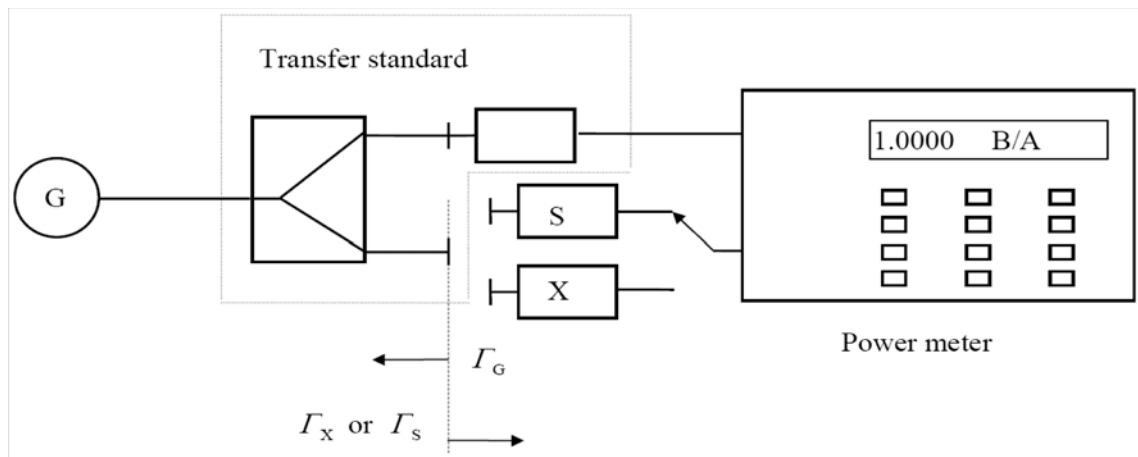 Transfer standard
G
1.0000 B/A
S
X
Power meter
Γ_G
Γ_X or Γ_S